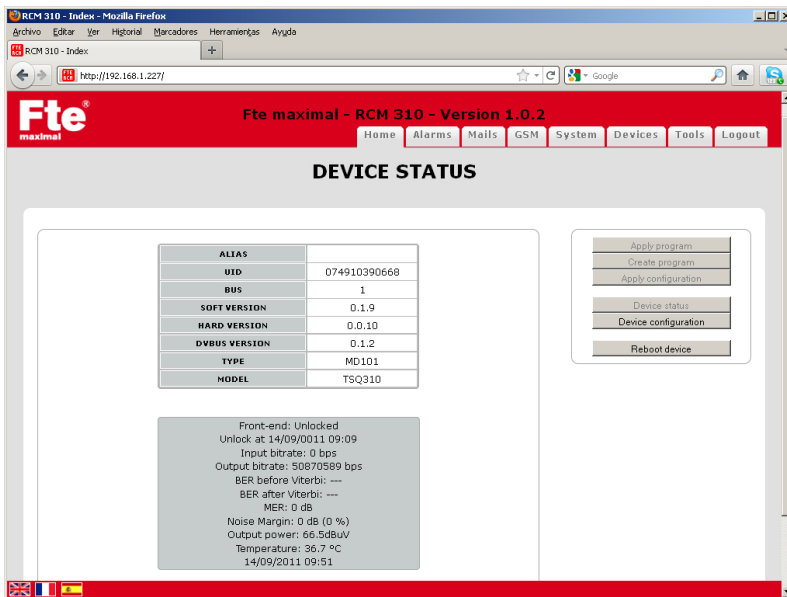 RCM 310 - Index - Mozilla Firefox
Archivo Editar Ver Historial Marcadores Herramientas Ayuda
RCM 310 - Index
http://192.168.1.227/
Google
Fte®
maximal
Fte maximal - RCM 310 - Version 1.0.2
Home Alarms Mails GSM System Devices Tools Logout
DEVICE STATUS
ALIAS
UID 074910390668
BUS 1
SOFT VERSION 0.1.9
HARD VERSION 0.0.10
DVBUS VERSION 0.1.2
TYPE MD101
MODEL TSQ310
Front-end: Unlocked
Unlock at 14/09/0011 09:09
Input bitrate: 0 bps
Output bitrate: 50870589 bps
BER before Viterbi: ---
BER after Viterbi: ---
MER: 0 dB
Noise Margin: 0 dB (0 %)
Output power: 66.5dBuV
Temperature: 36.7 ºC
14/09/2011 09:51
Apply program
Create program
Apply configuration
Device status
Device configuration
Reboot device